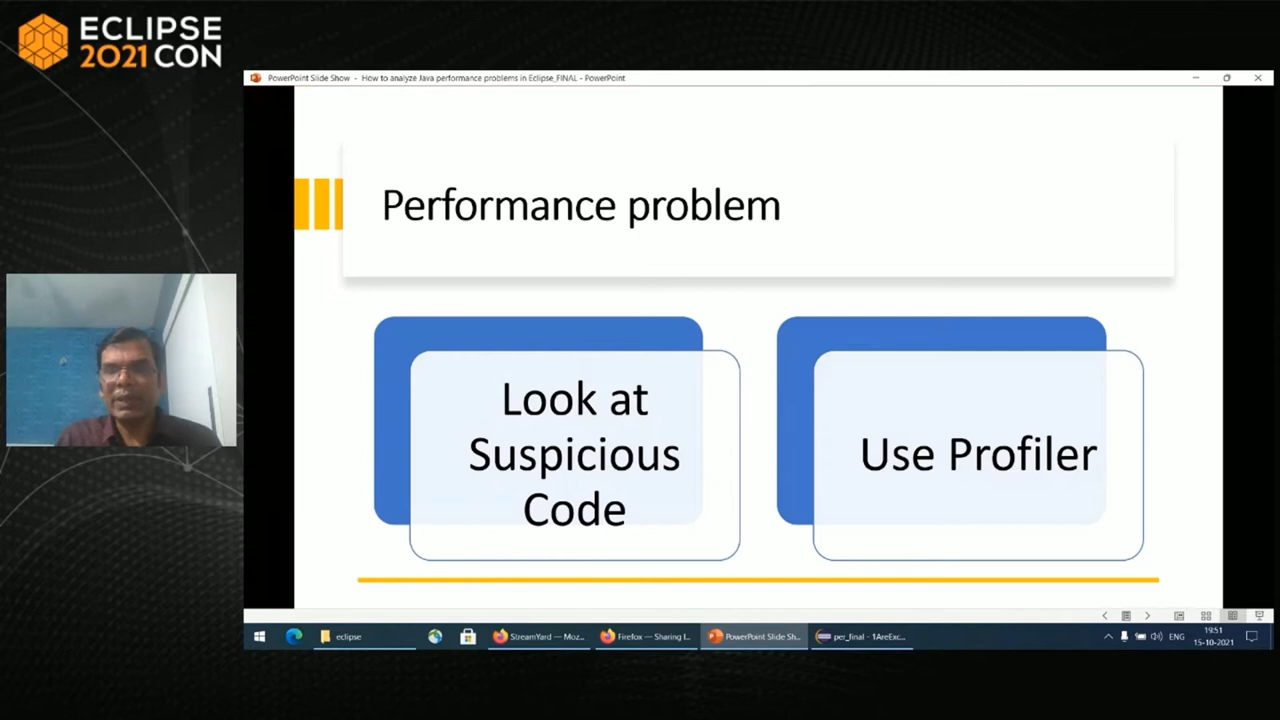 ECLIPSE
2021 CON
PowerPoint Slide Show - How to analyze Java performance problems in Eclipse_FINAL - PowerPoint
Performance problem
Look at
Suspicious
Code
Use Profiler
eclipse
StreamYard — Moz...
Firefox — Sharing I...
PowerPoint Slide Sh...
per_final - 1AreExc...
ENG
19:51
15-10-2021